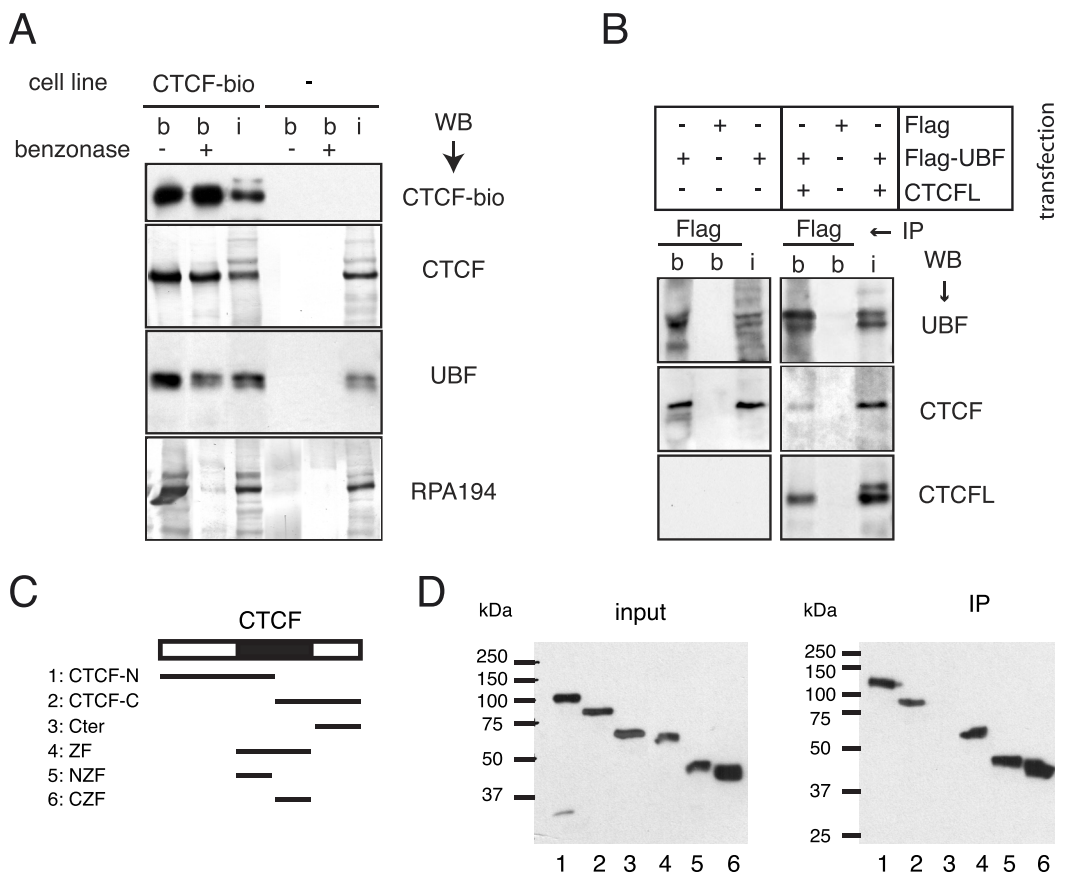 A
cell line CTCF-bio -
b b i b b i WB
benzonase - + - +
CTCF-bio
CTCF
UBF
RPA194
B
- + - - + - Flag
+ - + + - + Flag-UBF
- - - + - + CTCFL
transfection
Flag Flag ← IP
b b i b b i WB
UBF
CTCF
CTCFL
C
CTCF
1: CTCF-N
2: CTCF-C
3: Cter
4: ZF
5: NZF
6: CZF
D
kDa input
250
150
100
75
50
37
1 2 3 4 5 6
kDa IP
250
150
100
75
50
37
25
1 2 3 4 5 6